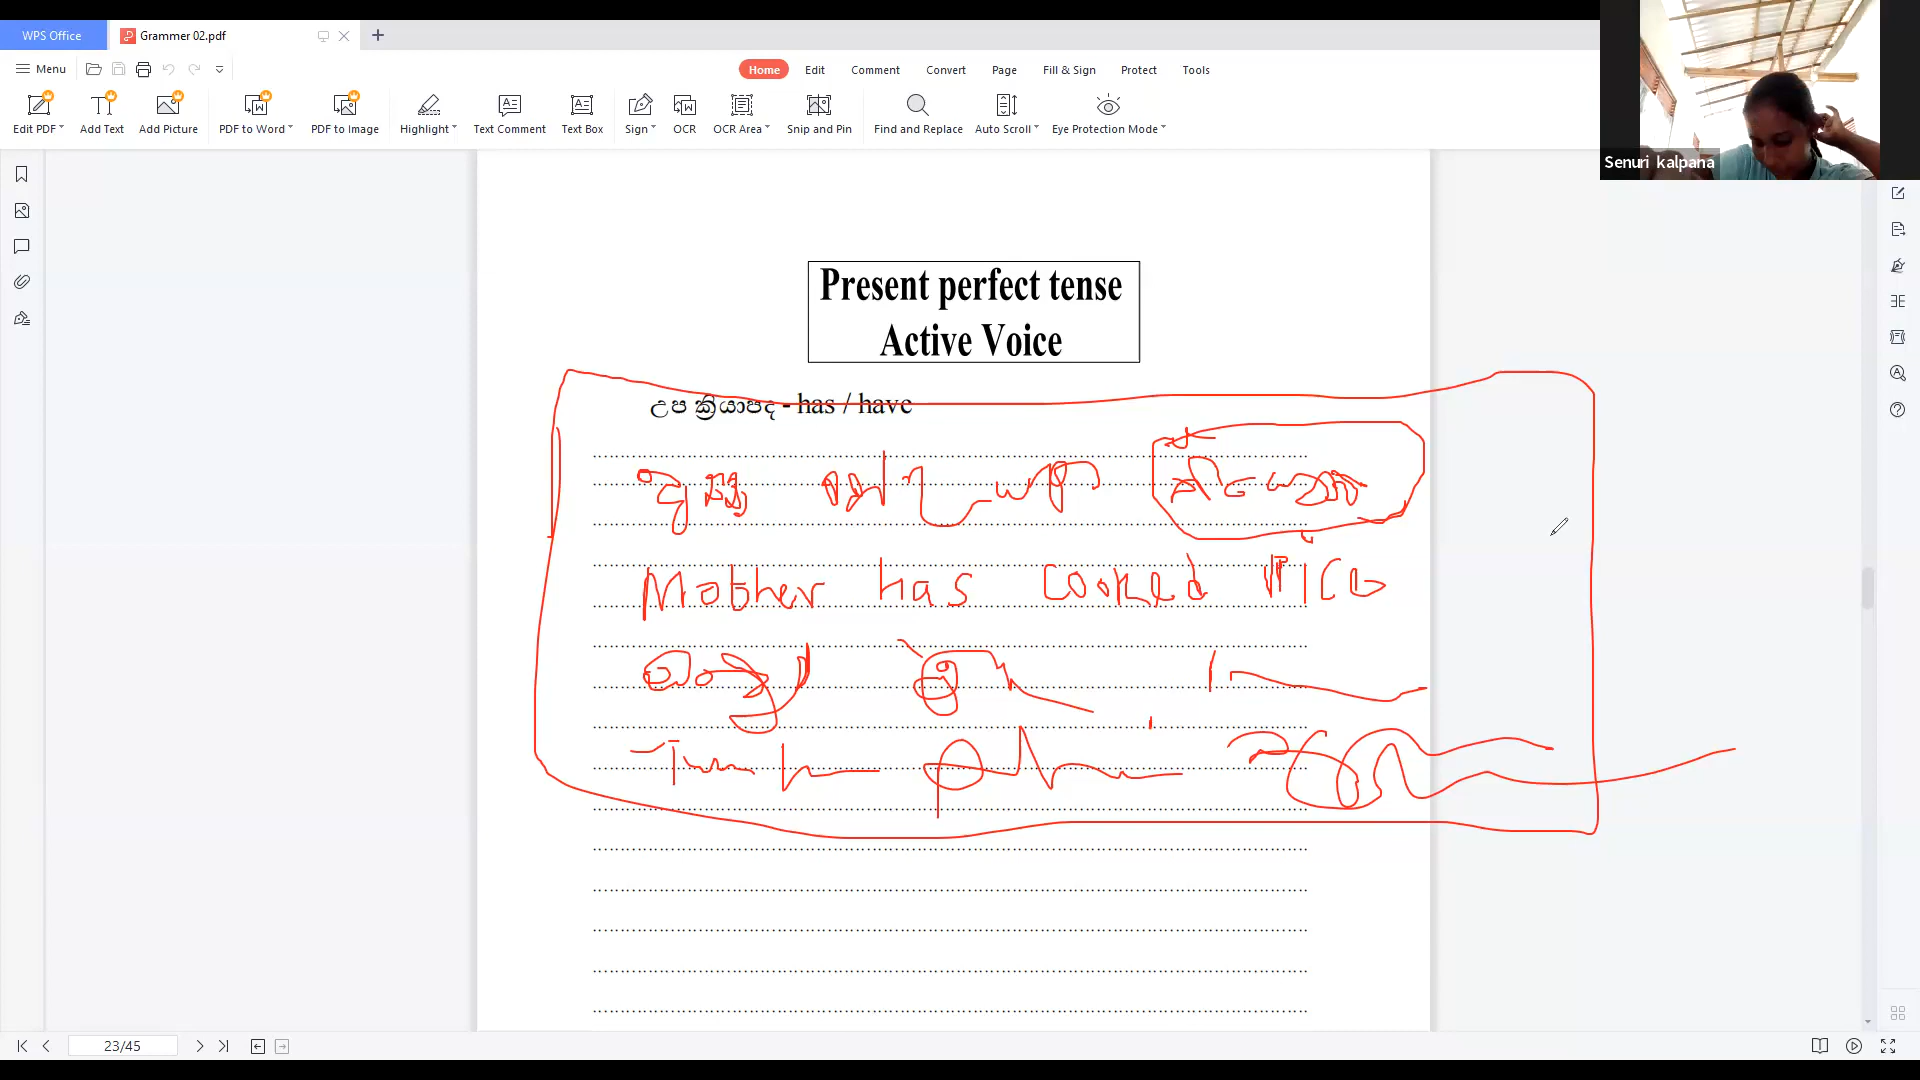 WPS Office Grammer 02.pdf
Menu Home Edit Comment Convert Page Fill & Sign Protect Tools
Edit PDF Add Text Add Picture PDF to Word PDF to Image Highlight Text Comment Text Box Sign OCR OCR Area Snip and Pin Find and Replace Auto Scroll Eye Protection Mode
Senuri kalpana
Present perfect tense
Active Voice
උප ක්‍රියාපද - has / have
Mother has cooked rice
23/45